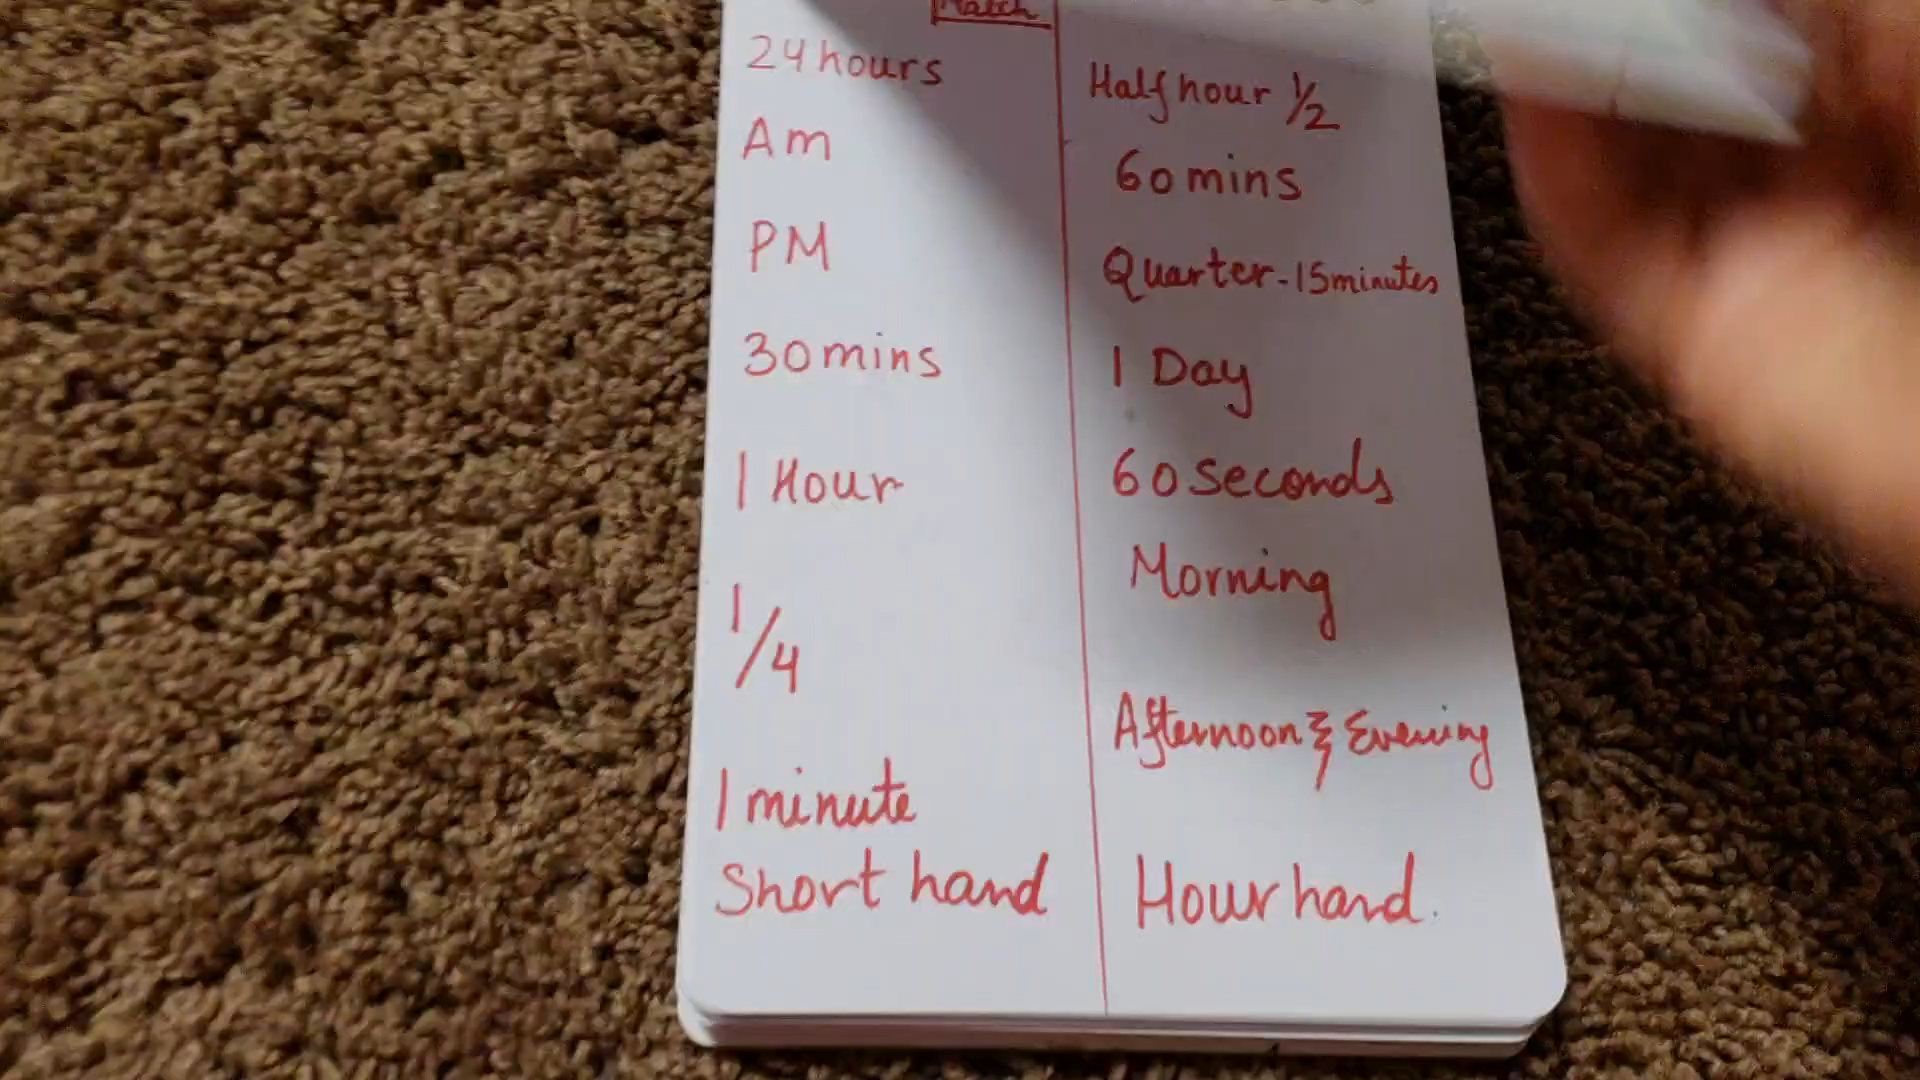 Match
24 hours
Am
PM
30 mins
1 Hour
1/4
1 minute
Short hand
Half hour 1/2
60 mins
Quarter - 15 minutes
1 Day
60 seconds
Morning
Afternoon & Evening
Hour hand.